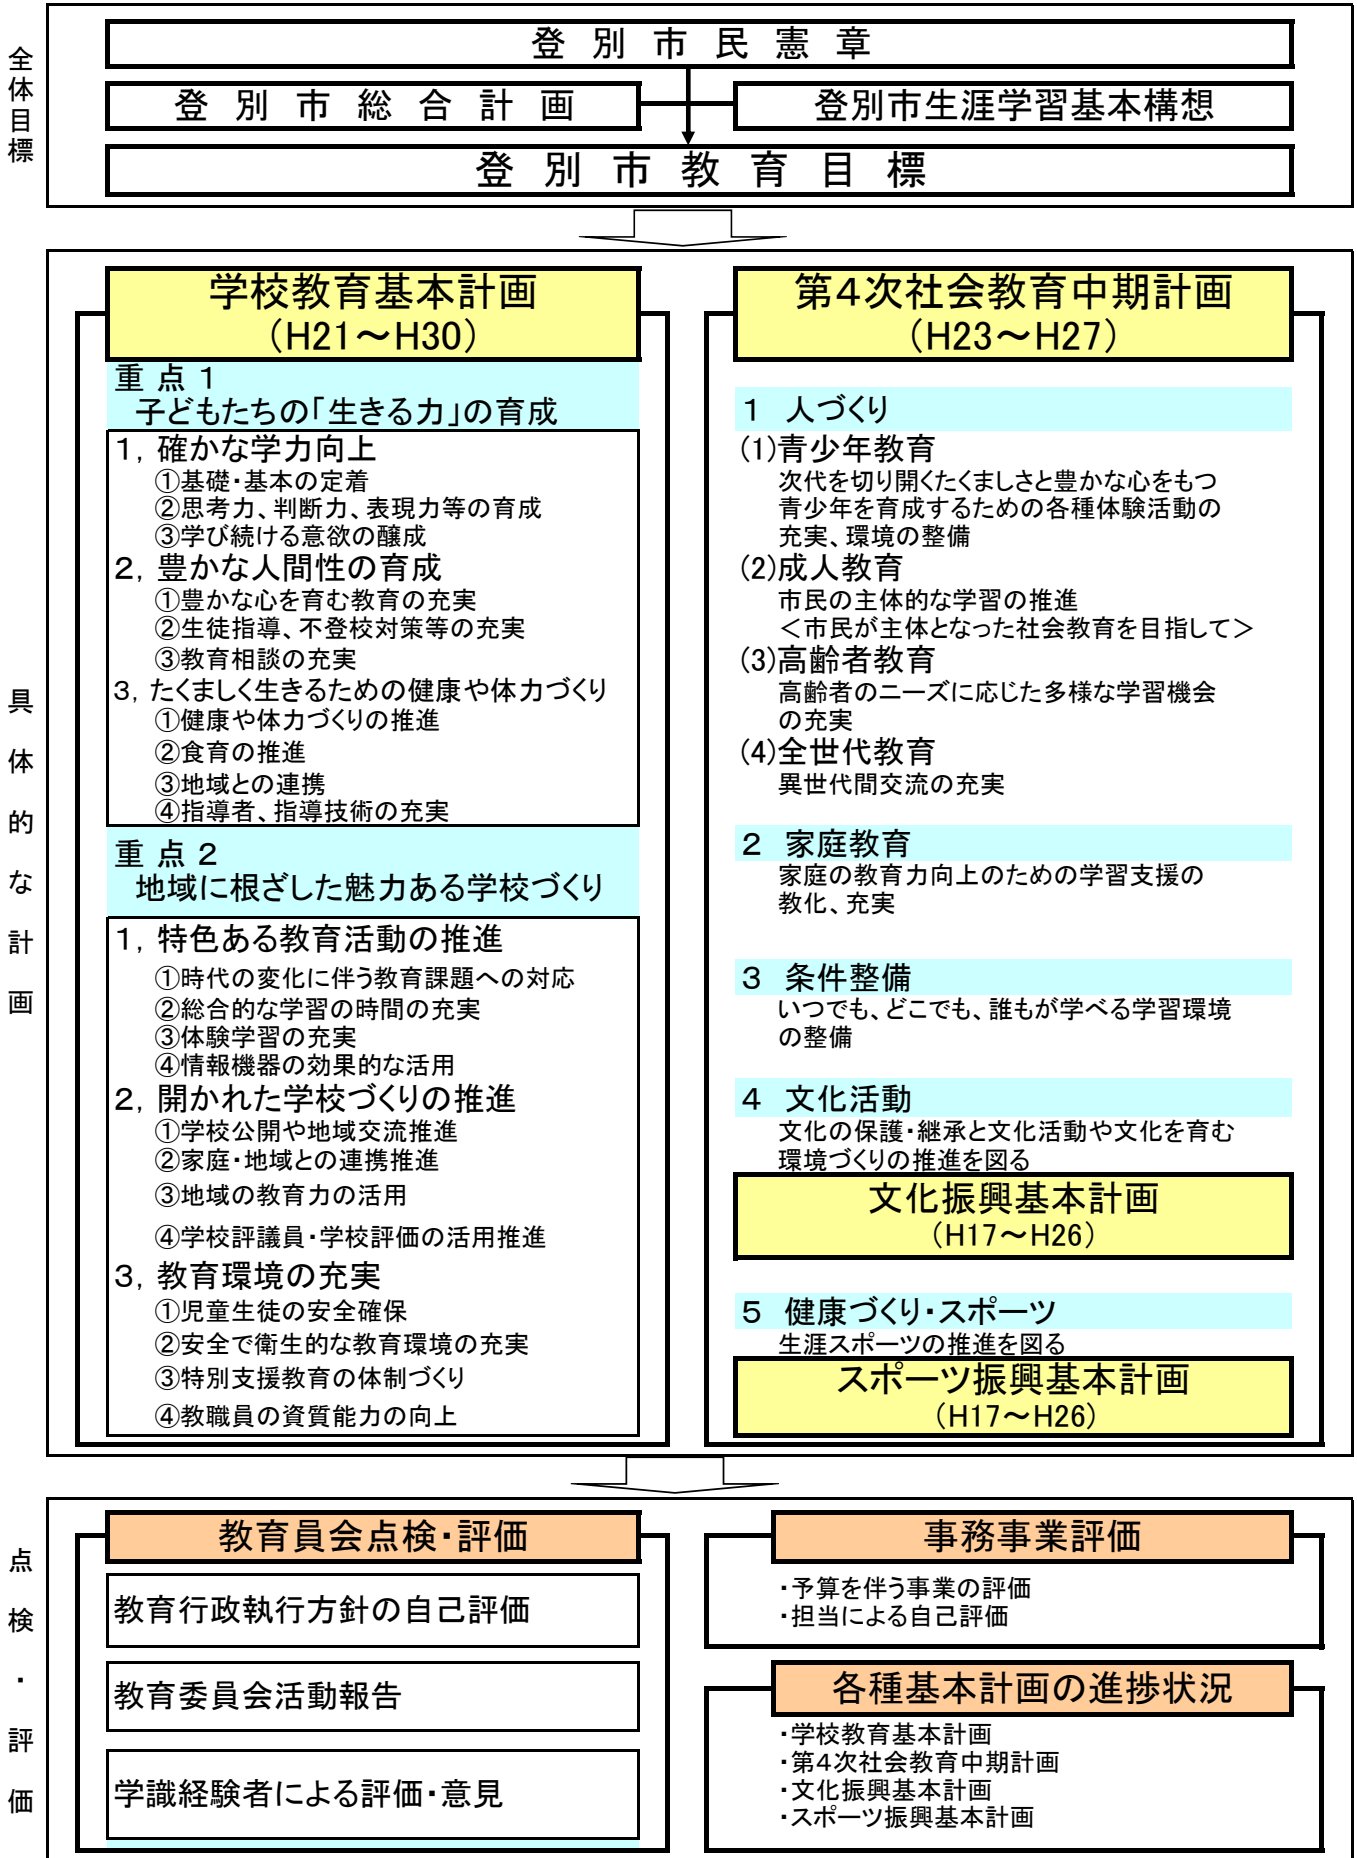 全体目標
登別市民憲章
登別市総合計画
登別市生涯学習基本構想
登別市教育目標
具体的な計画
学校教育基本計画
（H21～H30）
重点1
子どもたちの「生きる力」の育成
1，確かな学力向上
①基礎・基本の定着
②思考力、判断力、表現力等の育成
③学び続ける意欲の醸成
2，豊かな人間性の育成
①豊かな心を育む教育の充実
②生徒指導、不登校対策等の充実
③教育相談の充実
3，たくましく生きるための健康や体力づくり
①健康や体力づくりの推進
②食育の推進
③地域との連携
④指導者、指導技術の充実
重点2
地域に根ざした魅力ある学校づくり
1，特色ある教育活動の推進
①時代の変化に伴う教育課題への対応
②総合的な学習の時間の充実
③体験学習の充実
④情報機器の効果的な活用
2，開かれた学校づくりの推進
①学校公開や地域交流推進
②家庭・地域との連携推進
③地域の教育力の活用
④学校評議員・学校評価の活用推進
3，教育環境の充実
①児童生徒の安全確保
②安全で衛生的な教育環境の充実
③特別支援教育の体制づくり
④教職員の資質能力の向上
第4次社会教育中期計画
（H23～H27）
1 人づくり
(1)青少年教育
次代を切り開くたくましさと豊かな心をもつ
青少年を育成するための各種体験活動の
充実、環境の整備
(2)成人教育
市民の主体的な学習の推進
＜市民が主体となった社会教育を目指して＞
(3)高齢者教育
高齢者のニーズに応じた多様な学習機会
の充実
(4)全世代教育
異世代間交流の充実
2 家庭教育
家庭の教育力向上のための学習支援の
教化、充実
3 条件整備
いつでも、どこでも、誰もが学べる学習環境
の整備
4 文化活動
文化の保護・継承と文化活動や文化を育む
環境づくりの推進を図る
文化振興基本計画
（H17～H26）
5 健康づくり・スポーツ
生涯スポーツの推進を図る
スポーツ振興基本計画
（H17～H26）
点検・評価
教育員会点検・評価
教育行政執行方針の自己評価
教育委員会活動報告
学識経験者による評価・意見
事務事業評価
・予算を伴う事業の評価
・担当による自己評価
各種基本計画の進捗状況
・学校教育基本計画
・第4次社会教育中期計画
・文化振興基本計画
・スポーツ振興基本計画